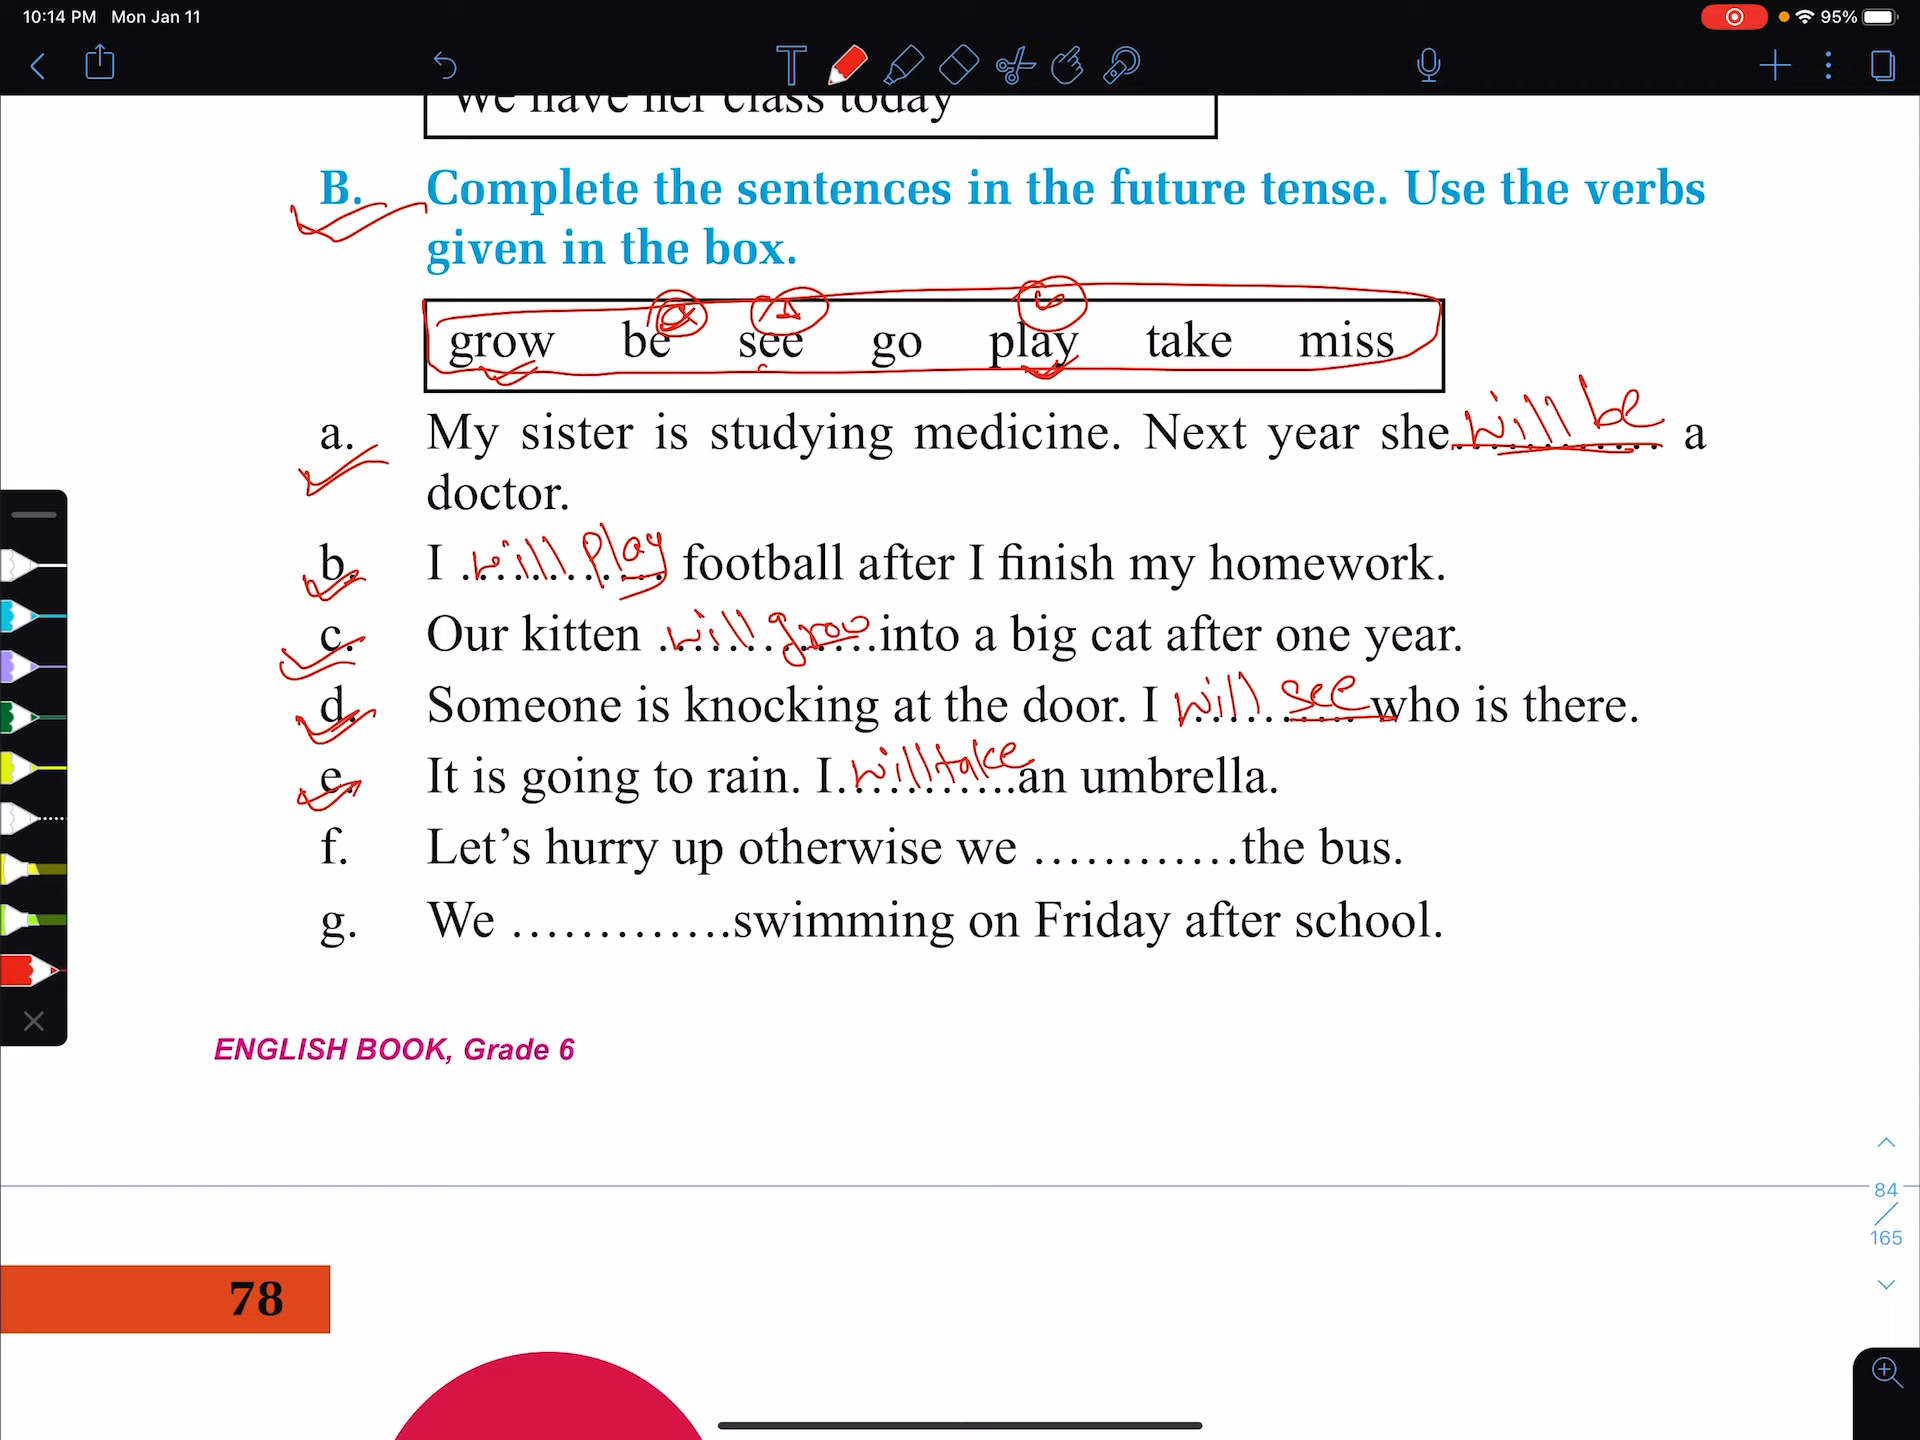 10:14 PM Mon Jan 11 95%
We have her class today
B. Complete the sentences in the future tense. Use the verbs
given in the box.
grow be see go play take miss
a. My sister is studying medicine. Next year she will be a
doctor.
b. I will play football after I finish my homework.
c. Our kitten will grow into a big cat after one year.
d. Someone is knocking at the door. I will see who is there.
e. It is going to rain. I will take an umbrella.
f. Let's hurry up otherwise we ............ the bus.
g. We ............. swimming on Friday after school.
ENGLISH BOOK, Grade 6
84
165
78